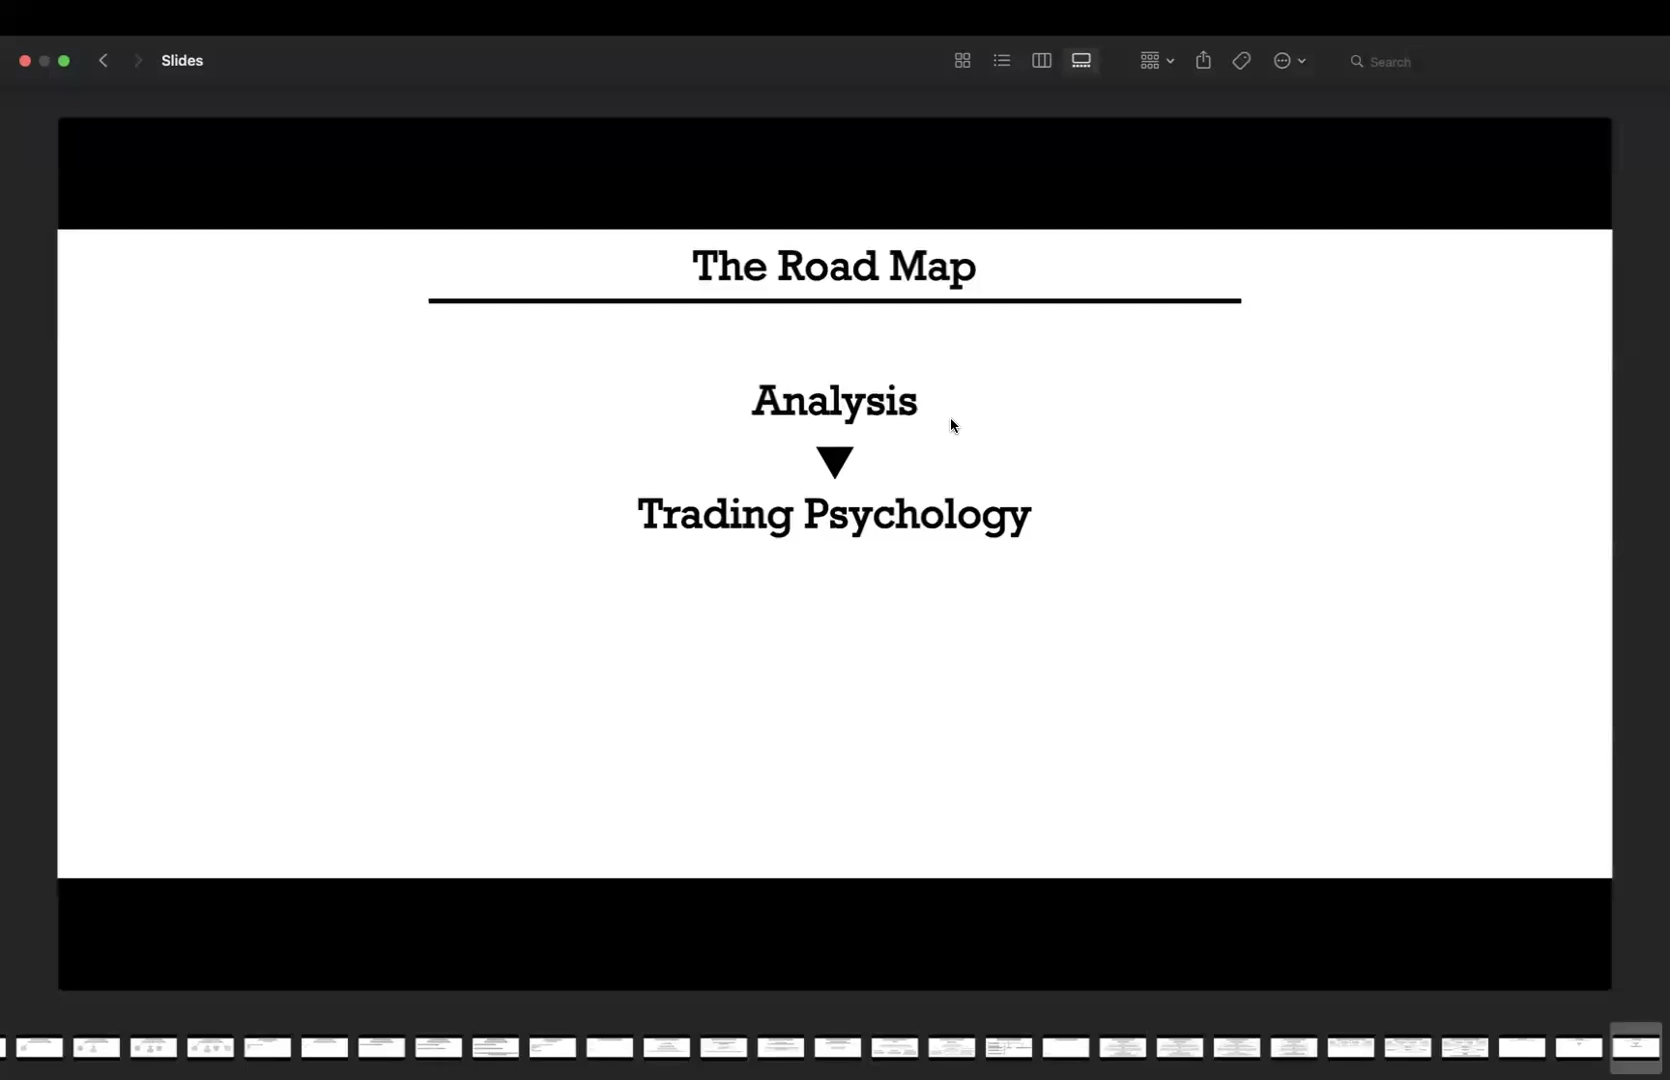 Slides
Search
The Road Map
Analysis
Trading Psychology